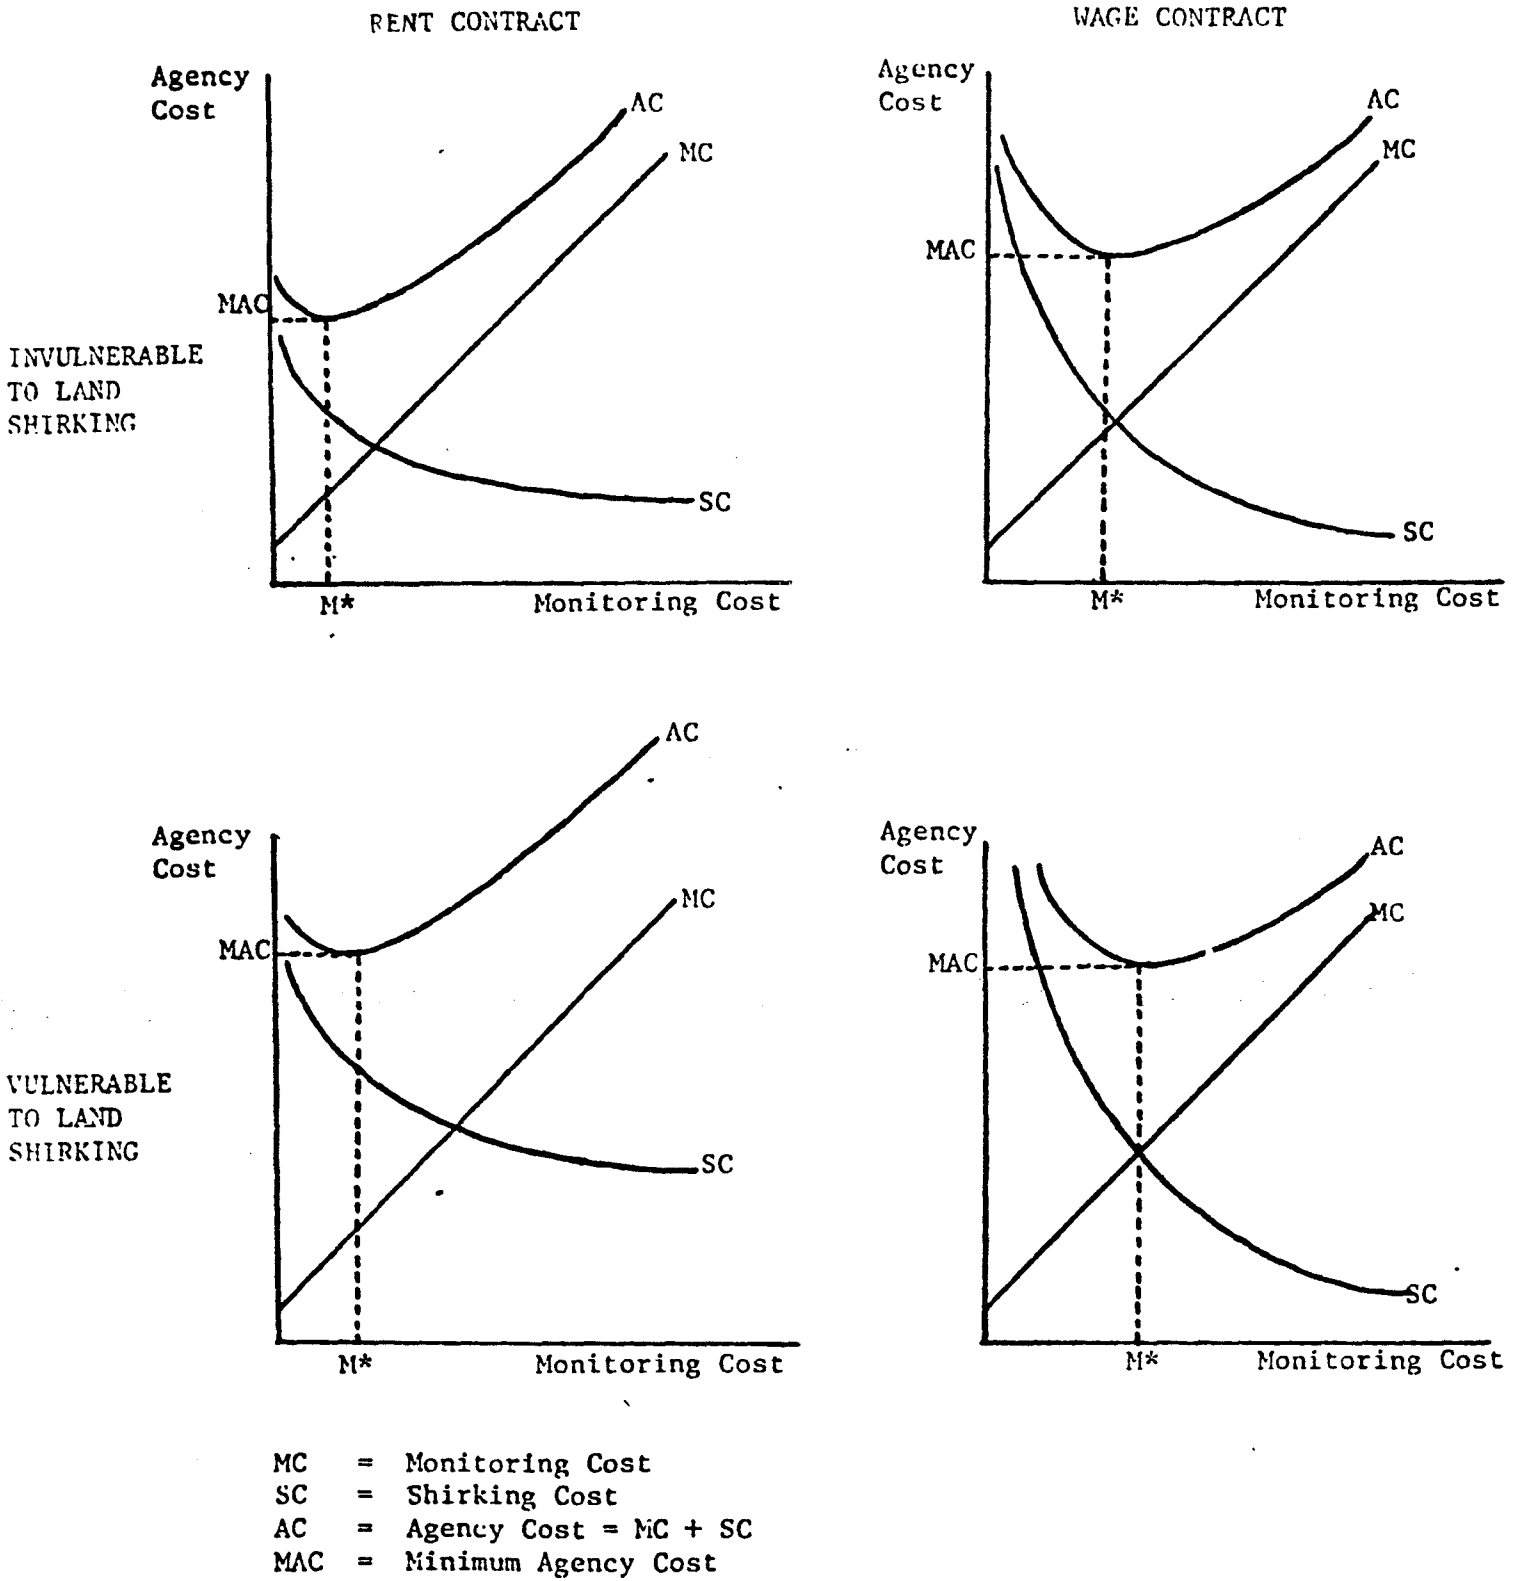 RENT CONTRACT
WAGE CONTRACT
Agency
Cost
AC
MC
MAC
INVULNERABLE
TO LAND
SHIRKING
SC
M*
Monitoring Cost
Agency
Cost
AC
MC
MAC
SC
M*
Monitoring Cost
Agency
Cost
AC
MC
MAC
VULNERABLE
TO LAND
SHIRKING
SC
M*
Monitoring Cost
Agency
Cost
AC
MC
MAC
SC
M*
Monitoring Cost
MC = Monitoring Cost
SC = Shirking Cost
AC = Agency Cost = MC + SC
MAC = Minimum Agency Cost